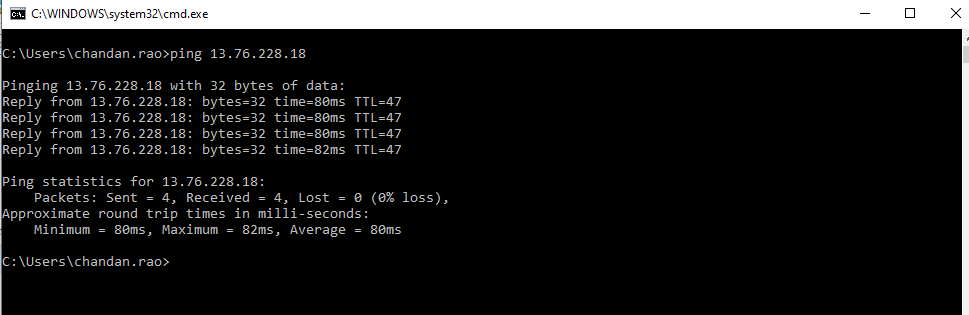 C:\WINDOWS\system32\cmd.exe
C:\Users\chandan.rao>ping 13.76.228.18
Pinging 13.76.228.18 with 32 bytes of data:
Reply from 13.76.228.18: bytes=32 time=80ms TTL=47
Reply from 13.76.228.18: bytes=32 time=80ms TTL=47
Reply from 13.76.228.18: bytes=32 time=80ms TTL=47
Reply from 13.76.228.18: bytes=32 time=82ms TTL=47
Ping statistics for 13.76.228.18:
    Packets: Sent = 4, Received = 4, Lost = 0 (0% loss),
Approximate round trip times in milli-seconds:
    Minimum = 80ms, Maximum = 82ms, Average = 80ms
C:\Users\chandan.rao>